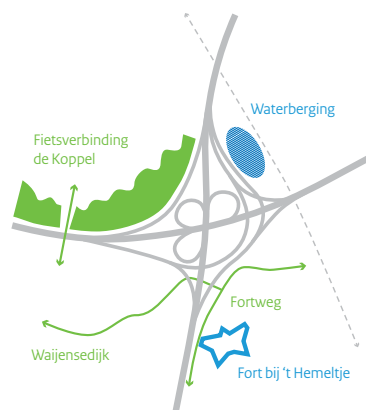 Waterberging
Fietsverbinding
de Koppel
Fortweg
Waijensedijk
Fort bij ‘t Hemeltje